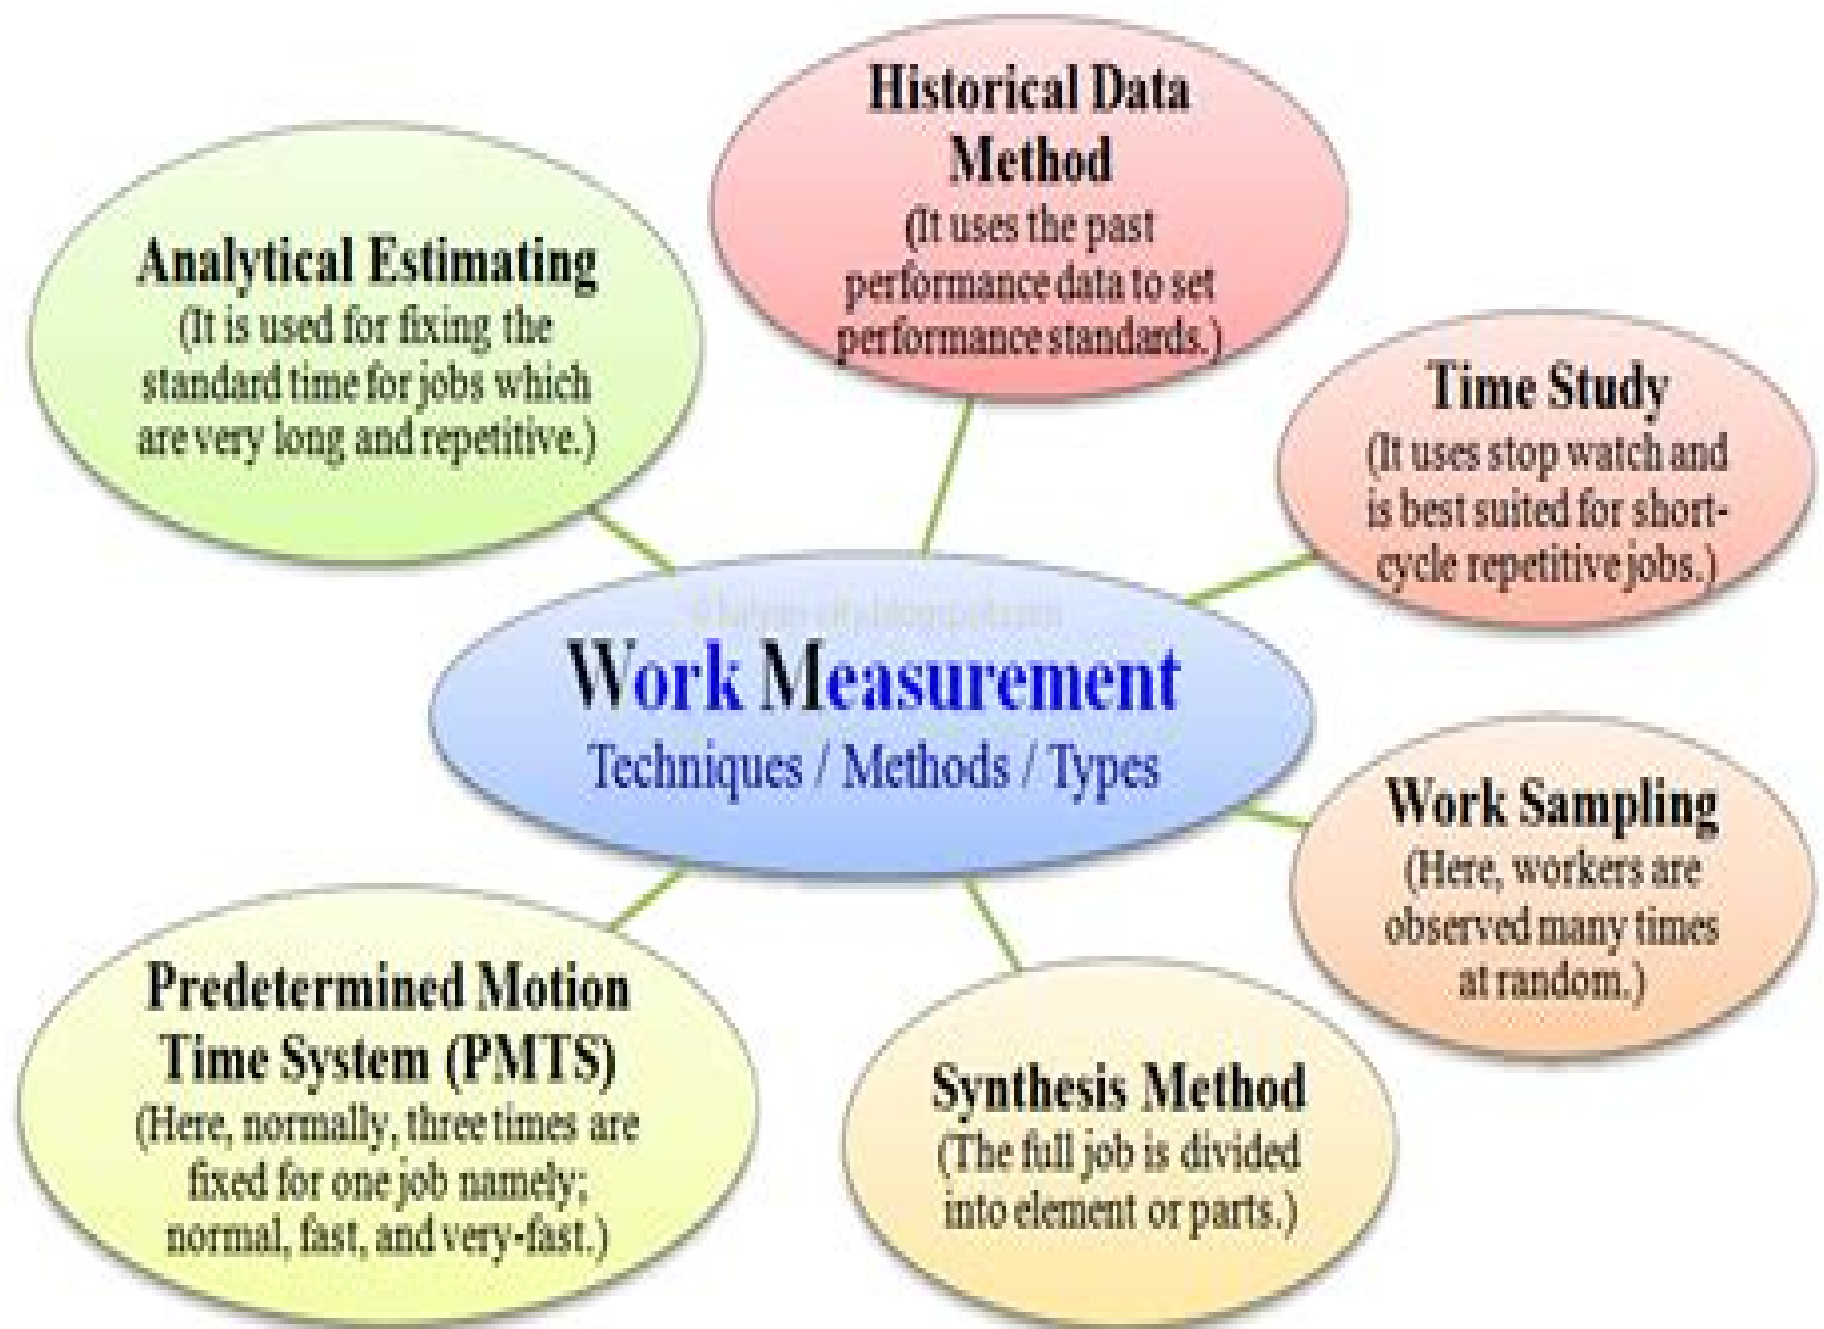 Historical Data
Method
(It uses the past
performance data to set
performance standards.)
Analytical Estimating
(It is used for fixing the
standard time for jobs which
are very long and repetitive.)
Time Study
(It uses stop watch and
is best suited for short-
cycle repetitive jobs.)
Work Measurement
Techniques / Methods / Types
Work Sampling
(Here, workers are
observed many times
at random.)
Predetermined Motion
Time System (PMTS)
(Here, normally, three times are
fixed for one job namely;
normal, fast, and very-fast.)
Synthesis Method
(The full job is divided
into element or parts.)